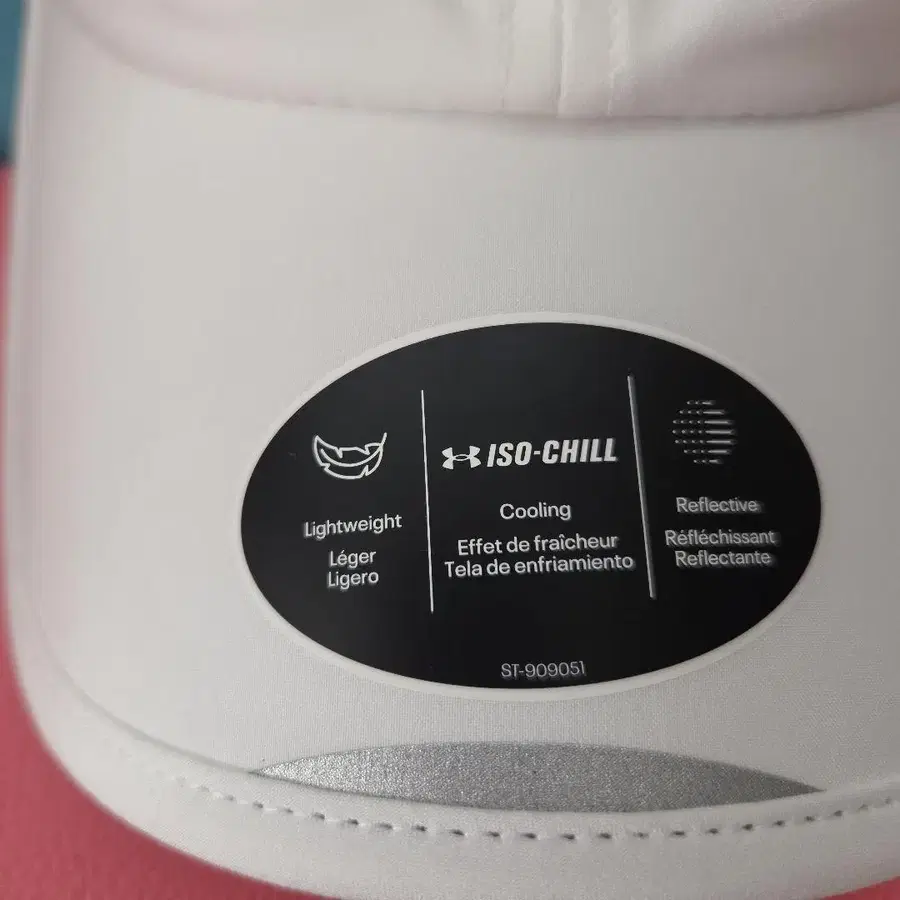 Lightweight
Léger
Ligero
ISO-CHILL
Cooling
Effet de fraîcheur
Tela de enfriamiento
Reflective
Réfléchissant
Reflectante
ST-909051